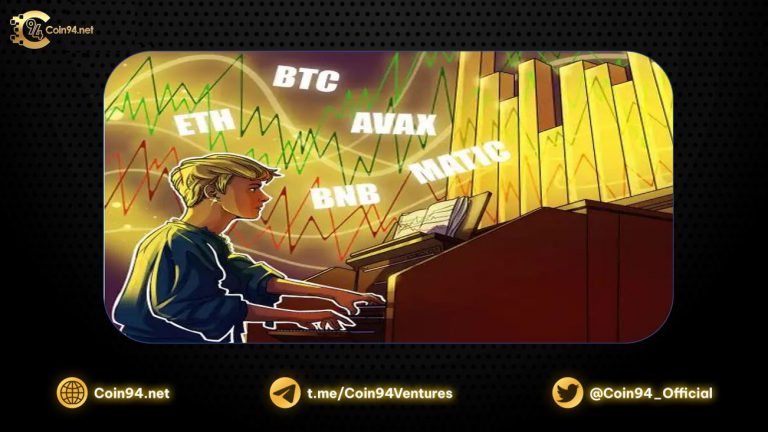 Coin94.net
BTC
ETH
AVAX
MATIC
BNB
Coin94.net
t.me/Coin94Ventures
@Coin94_Official